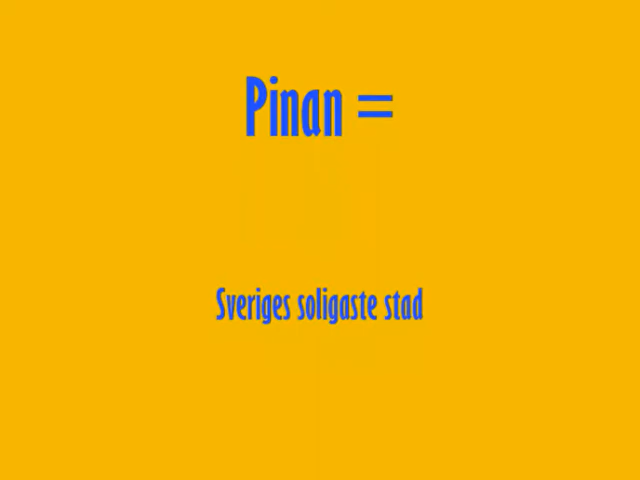 Pinan =
Sveriges soligaste stad